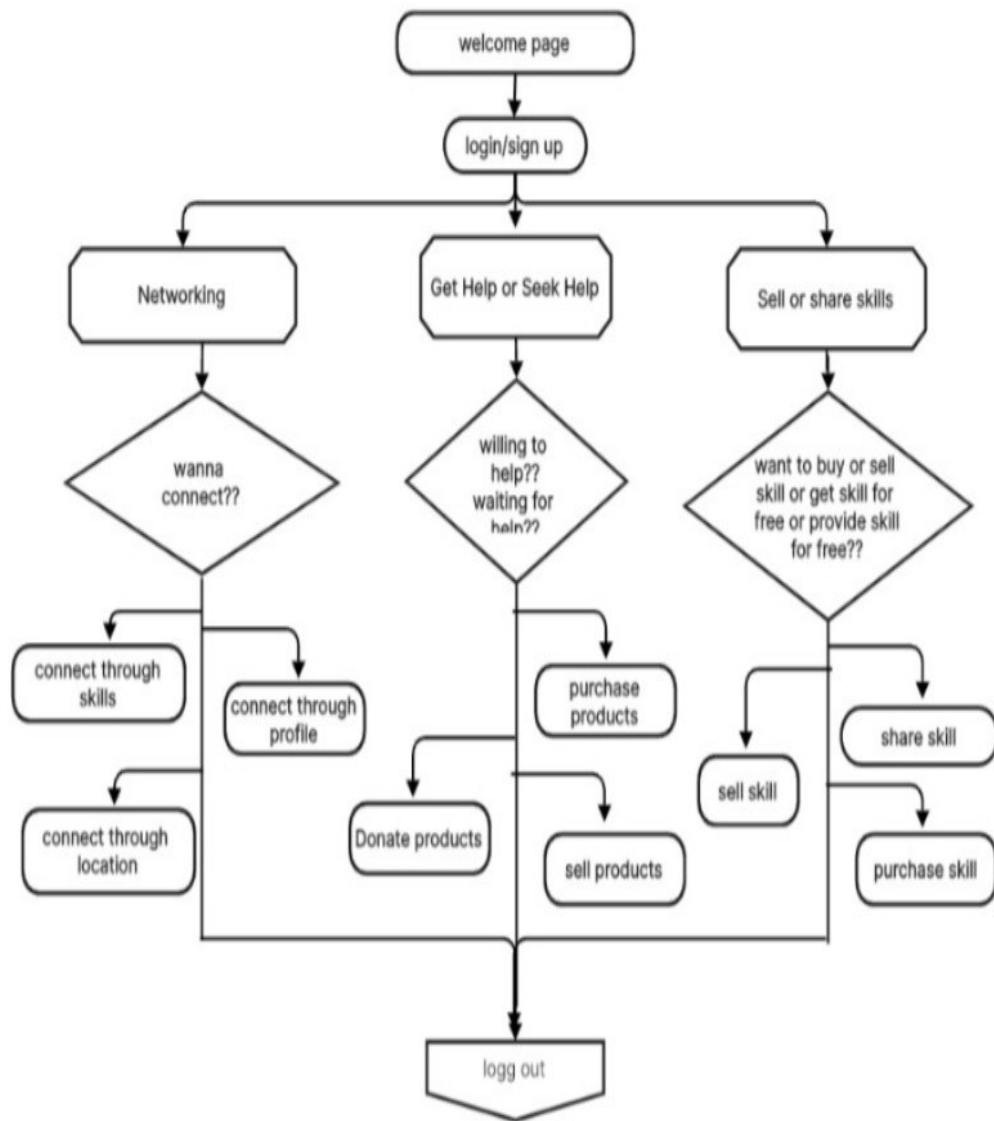 welcome page
login/sign up
Networking
Get Help or Seek Help
Sell or share skills
wanna
connect??
willing to
help??
waiting for
help??
want to buy or sell
skill or get skill for
free or provide skill
for free??
connect through
skills
connect through
profile
connect through
location
purchase
products
Donate products
sell products
share skill
sell skill
purchase skill
logg out